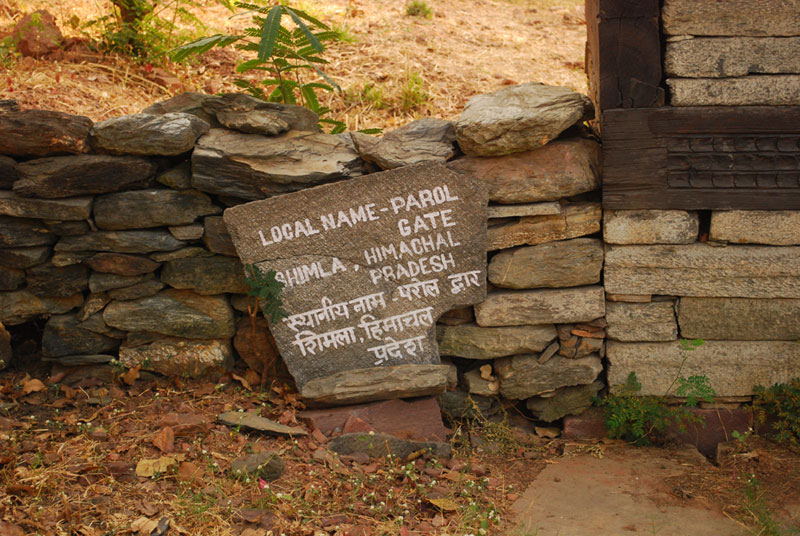 LOCAL NAME-PAROL
GATE
SHIMLA, HIMACHAL
PRADESH
स्थानीय नाम - परोल द्वार
शिमला, हिमाचल
प्रदेश